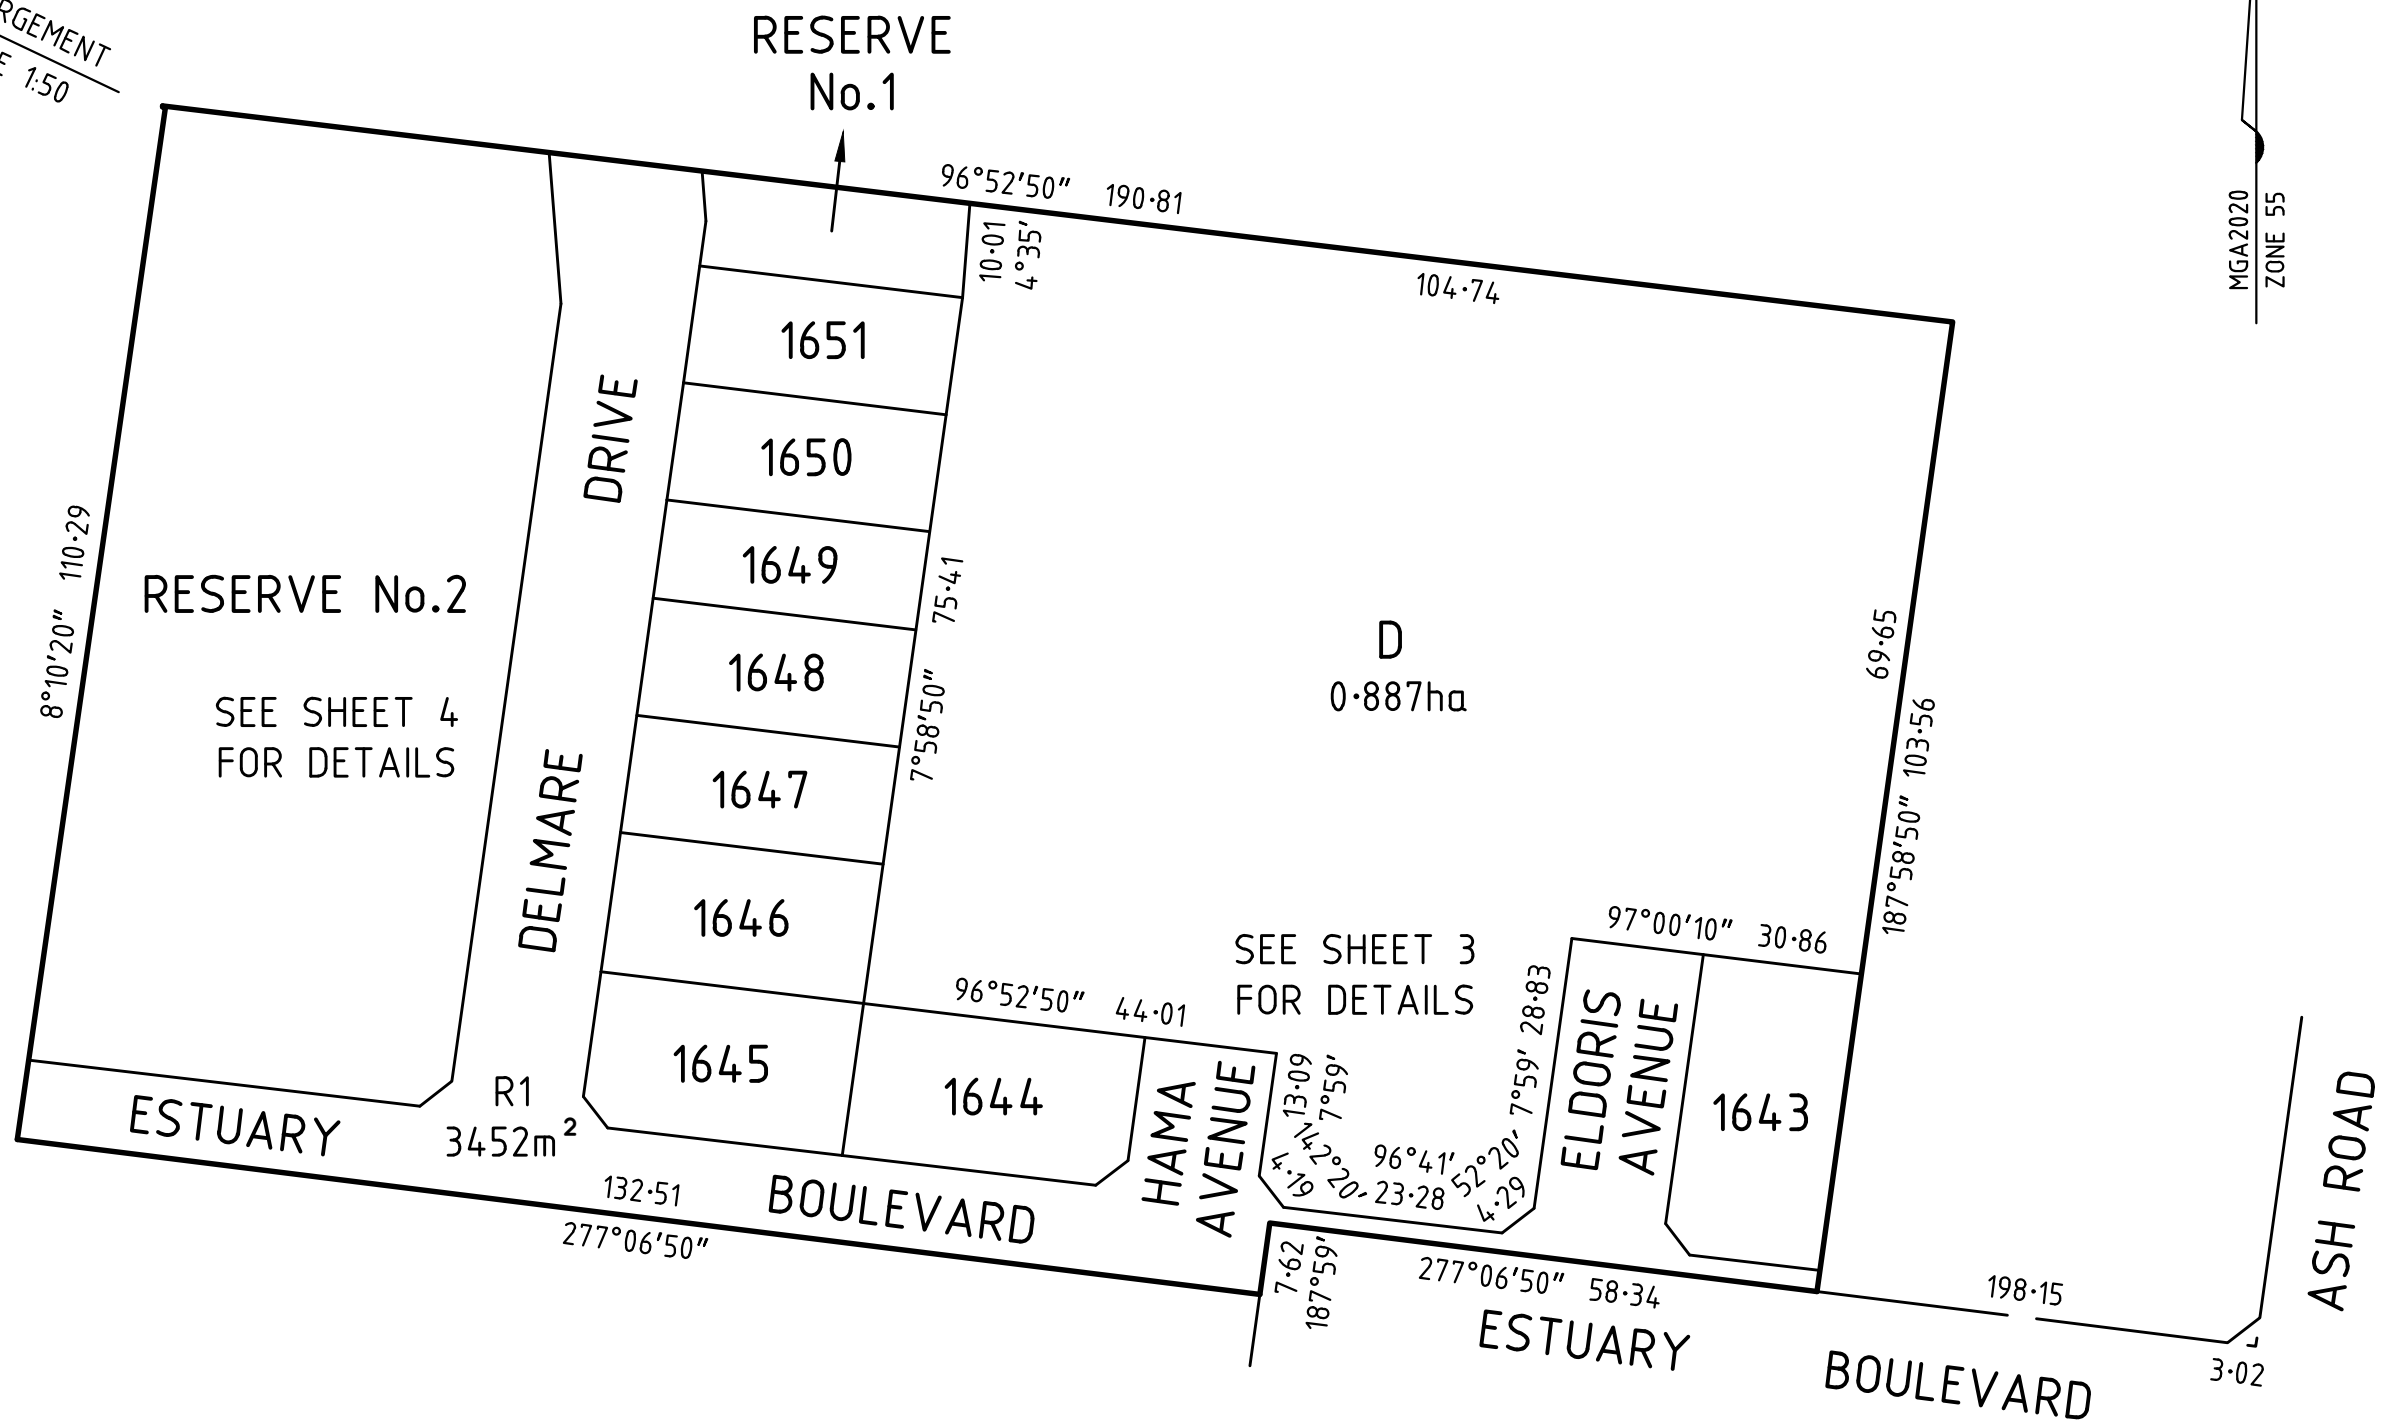 RGEMENT
E 1:50
RESERVE
No.1
96°52'50" 190·81
10·01
4°35'
104·74
MGA2020
ZONE 55
1651
1650
1649
1648
1647
1646
1645
1644
1643
DELMARE DRIVE
8°10'20" 110·29
RESERVE No.2
SEE SHEET 4
FOR DETAILS
7°58'50" 75·41
D
0·887ha
69·65
187°58'50" 103·56
97°00'10" 30·86
SEE SHEET 3
FOR DETAILS
96°52'50" 44·01
7°59' 28·83
ELDORIS
AVENUE
HAMA
AVENUE
13·09
7°59'
142°20'
4·19
96°41'
23·28
52°20'
4·29
R1
3452m²
ESTUARY BOULEVARD
132·51
277°06'50"
7·62
187°59'
277°06'50" 58·34
ESTUARY BOULEVARD
198·15
3·02
ASH ROAD